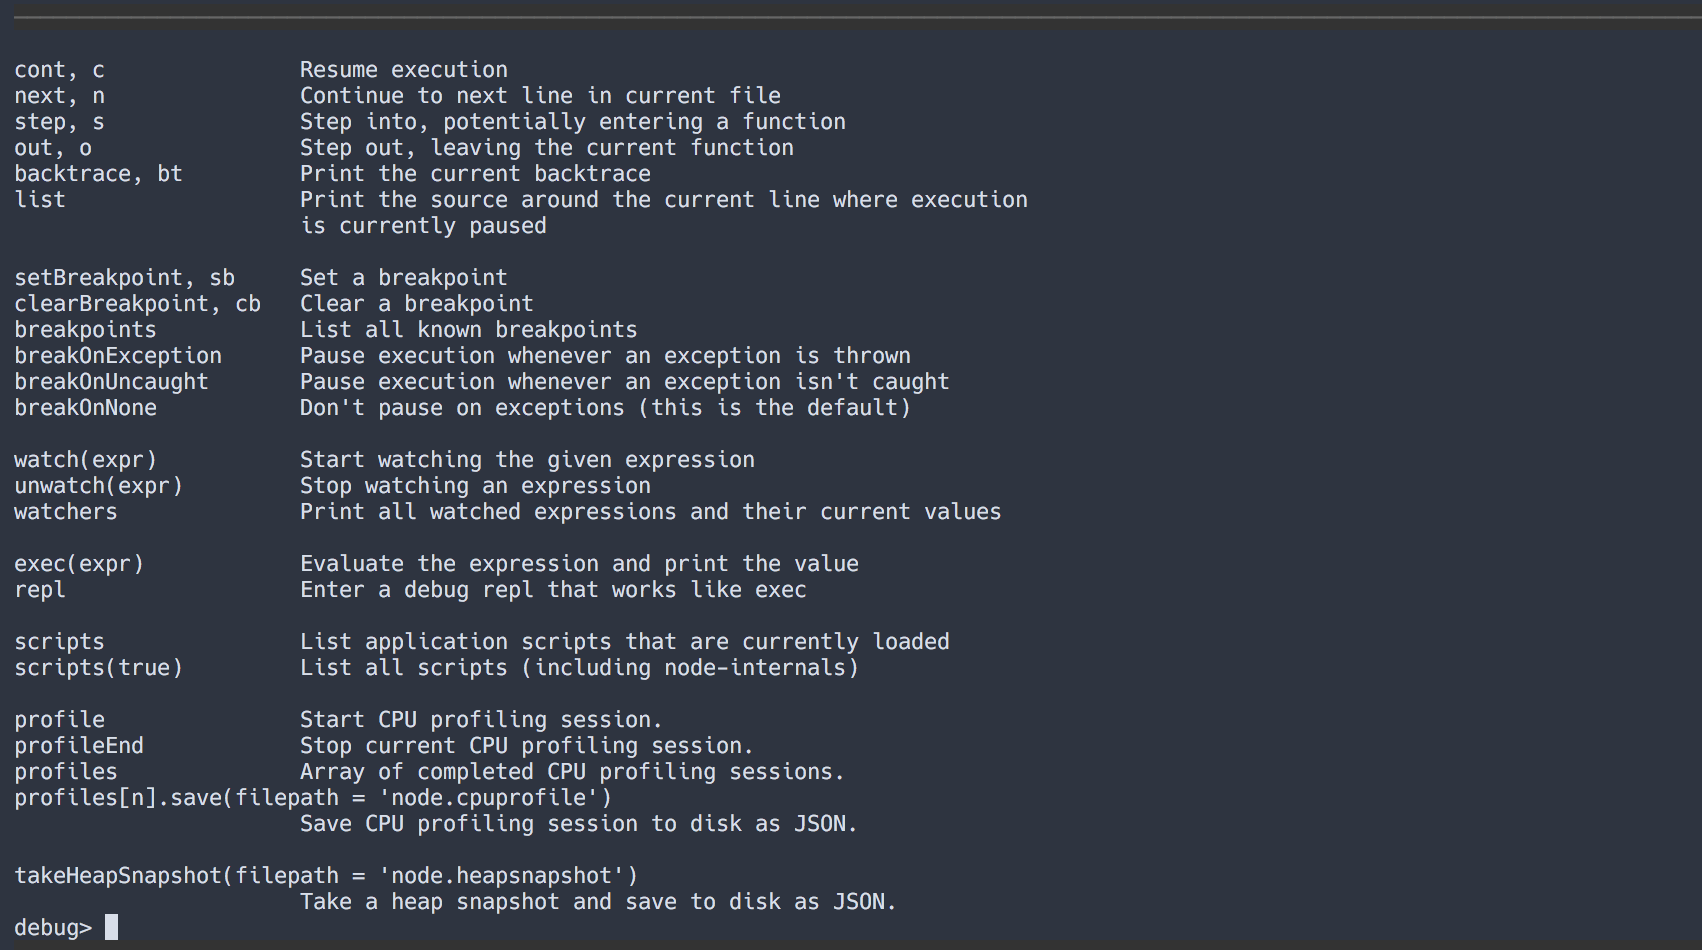 cont, c               Resume execution
next, n               Continue to next line in current file
step, s               Step into, potentially entering a function
out, o                Step out, leaving the current function
backtrace, bt         Print the current backtrace
list                  Print the source around the current line where execution
                      is currently paused
setBreakpoint, sb     Set a breakpoint
clearBreakpoint, cb   Clear a breakpoint
breakpoints           List all known breakpoints
breakOnException      Pause execution whenever an exception is thrown
breakOnUncaught       Pause execution whenever an exception isn't caught
breakOnNone           Don't pause on exceptions (this is the default)
watch(expr)           Start watching the given expression
unwatch(expr)         Stop watching an expression
watchers              Print all watched expressions and their current values
exec(expr)            Evaluate the expression and print the value
repl                  Enter a debug repl that works like exec
scripts               List application scripts that are currently loaded
scripts(true)         List all scripts (including node-internals)
profile               Start CPU profiling session.
profileEnd            Stop current CPU profiling session.
profiles              Array of completed CPU profiling sessions.
profiles[n].save(filepath = 'node.cpuprofile')
                      Save CPU profiling session to disk as JSON.
takeHeapSnapshot(filepath = 'node.heapsnapshot')
                      Take a heap snapshot and save to disk as JSON.
debug>